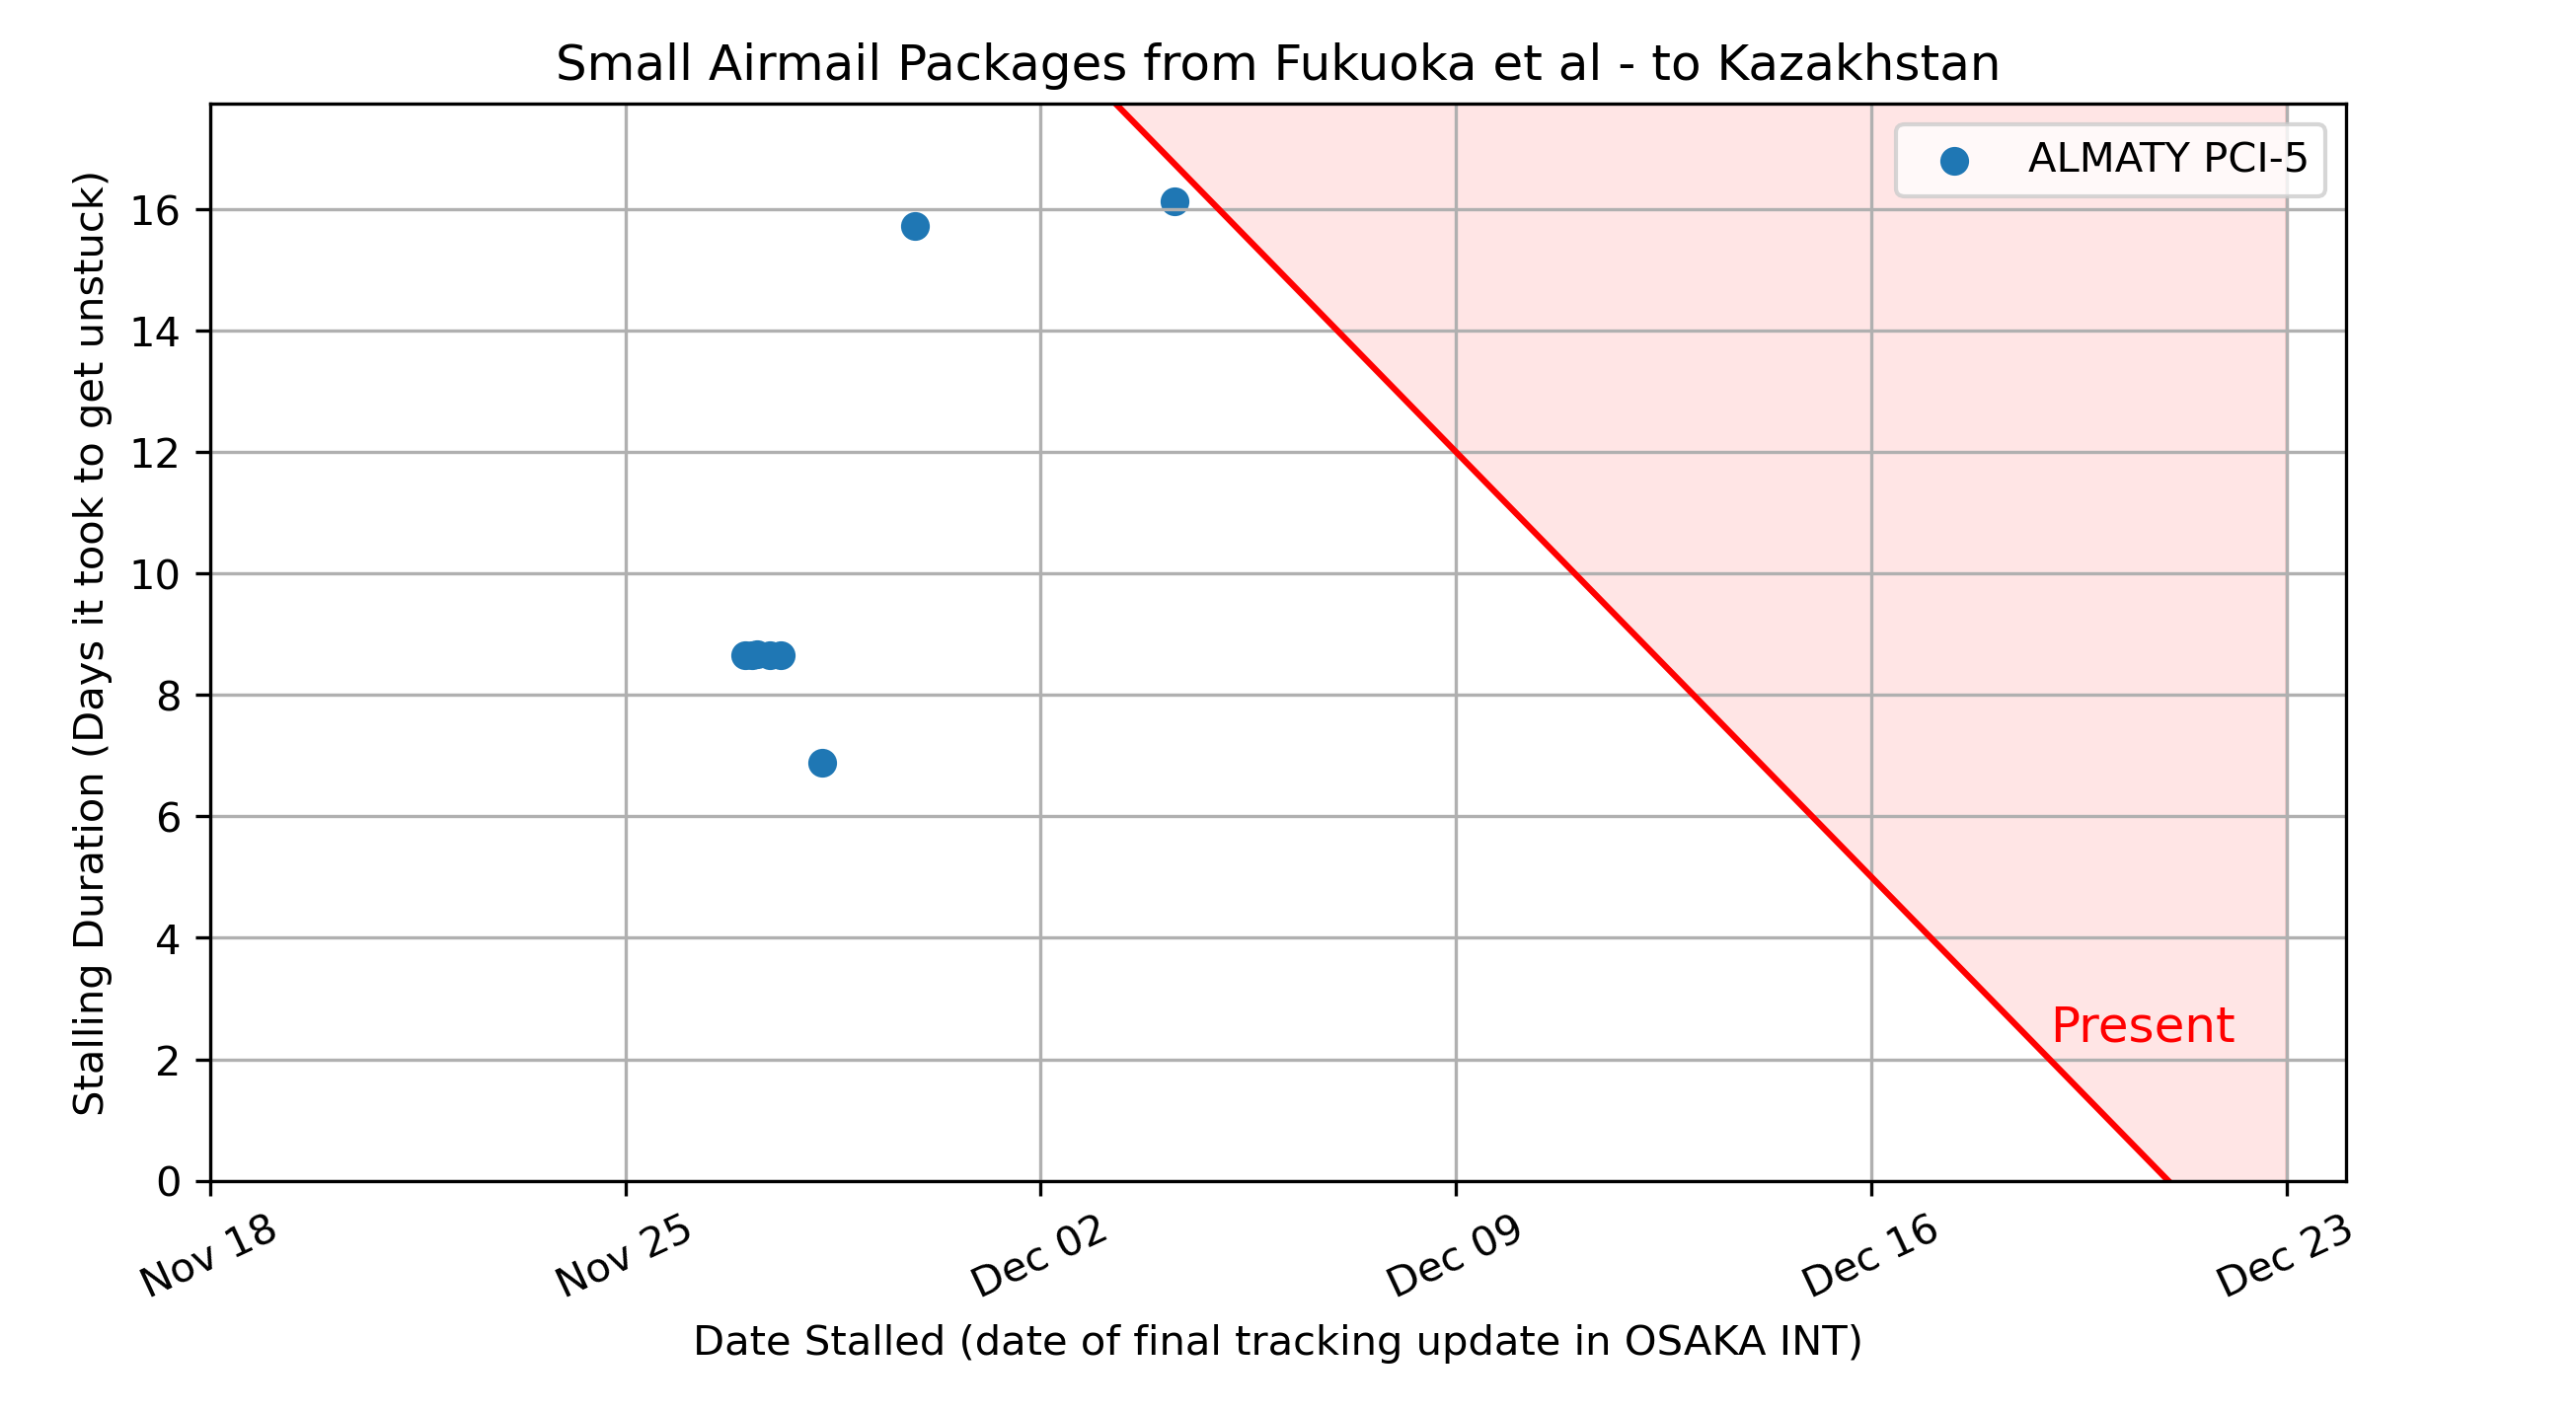 Small Airmail Packages from Fukuoka et al - to Kazakhstan
ALMATY PCI-5
Stalling Duration (Days it took to get unstuck)
16
14
12
10
8
6
4
2
0
Present
Nov 18
Nov 25
Dec 02
Dec 09
Dec 16
Dec 23
Date Stalled (date of final tracking update in OSAKA INT)